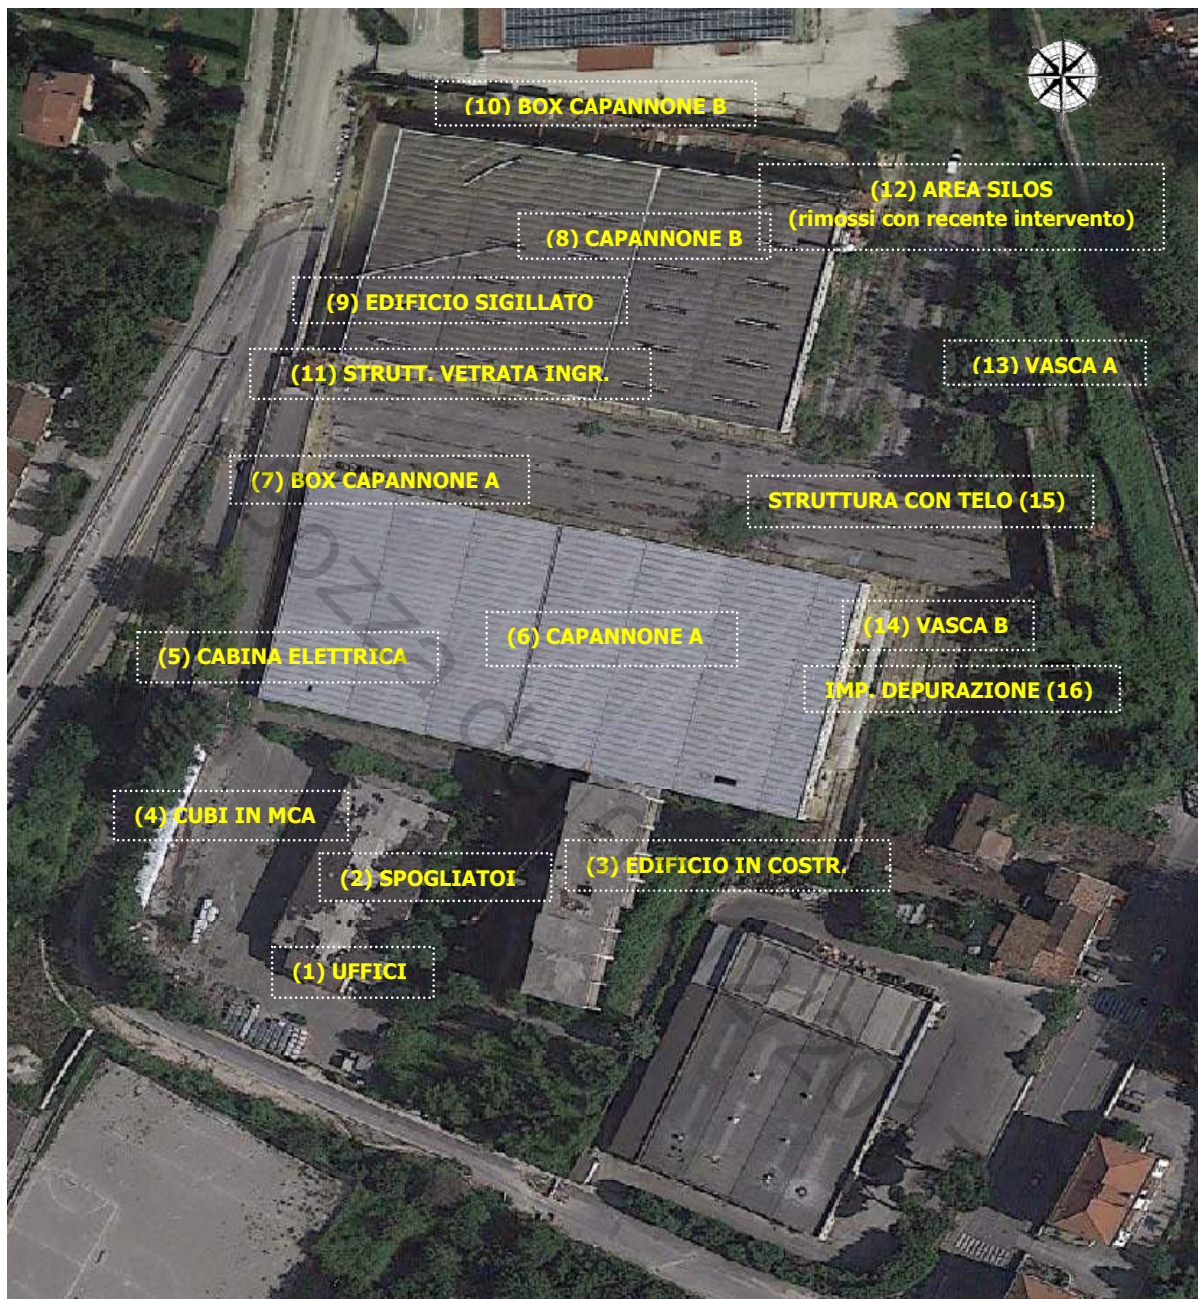 (10) BOX CAPANNONE B
(12) AREA SILOS
(rimossi con recente intervento)
(8) CAPANNONE B
(9) EDIFICIO SIGILLATO
(13) VASCA A
(11) STRUTT. VETRATA INGR.
(7) BOX CAPANNONE A
STRUTTURA CON TELO (15)
(6) CAPANNONE A
(14) VASCA B
(5) CABINA ELETTRICA
IMP. DEPURAZIONE (16)
(4) CUBI IN MCA
(3) EDIFICIO IN COSTR.
(2) SPOGLIATOI
(1) UFFICI